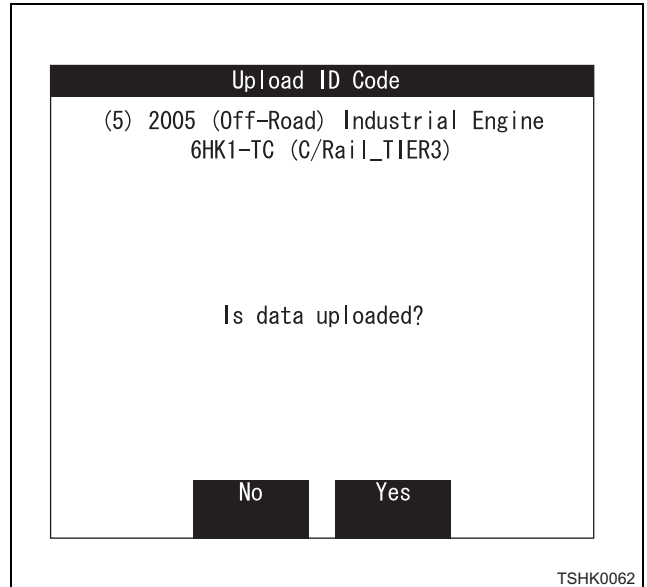 Upload ID Code
(5) 2005 (Off-Road) Industrial Engine
6HK1-TC (C/Rail_TIER3)
Is data uploaded?
No Yes
TSHK0062